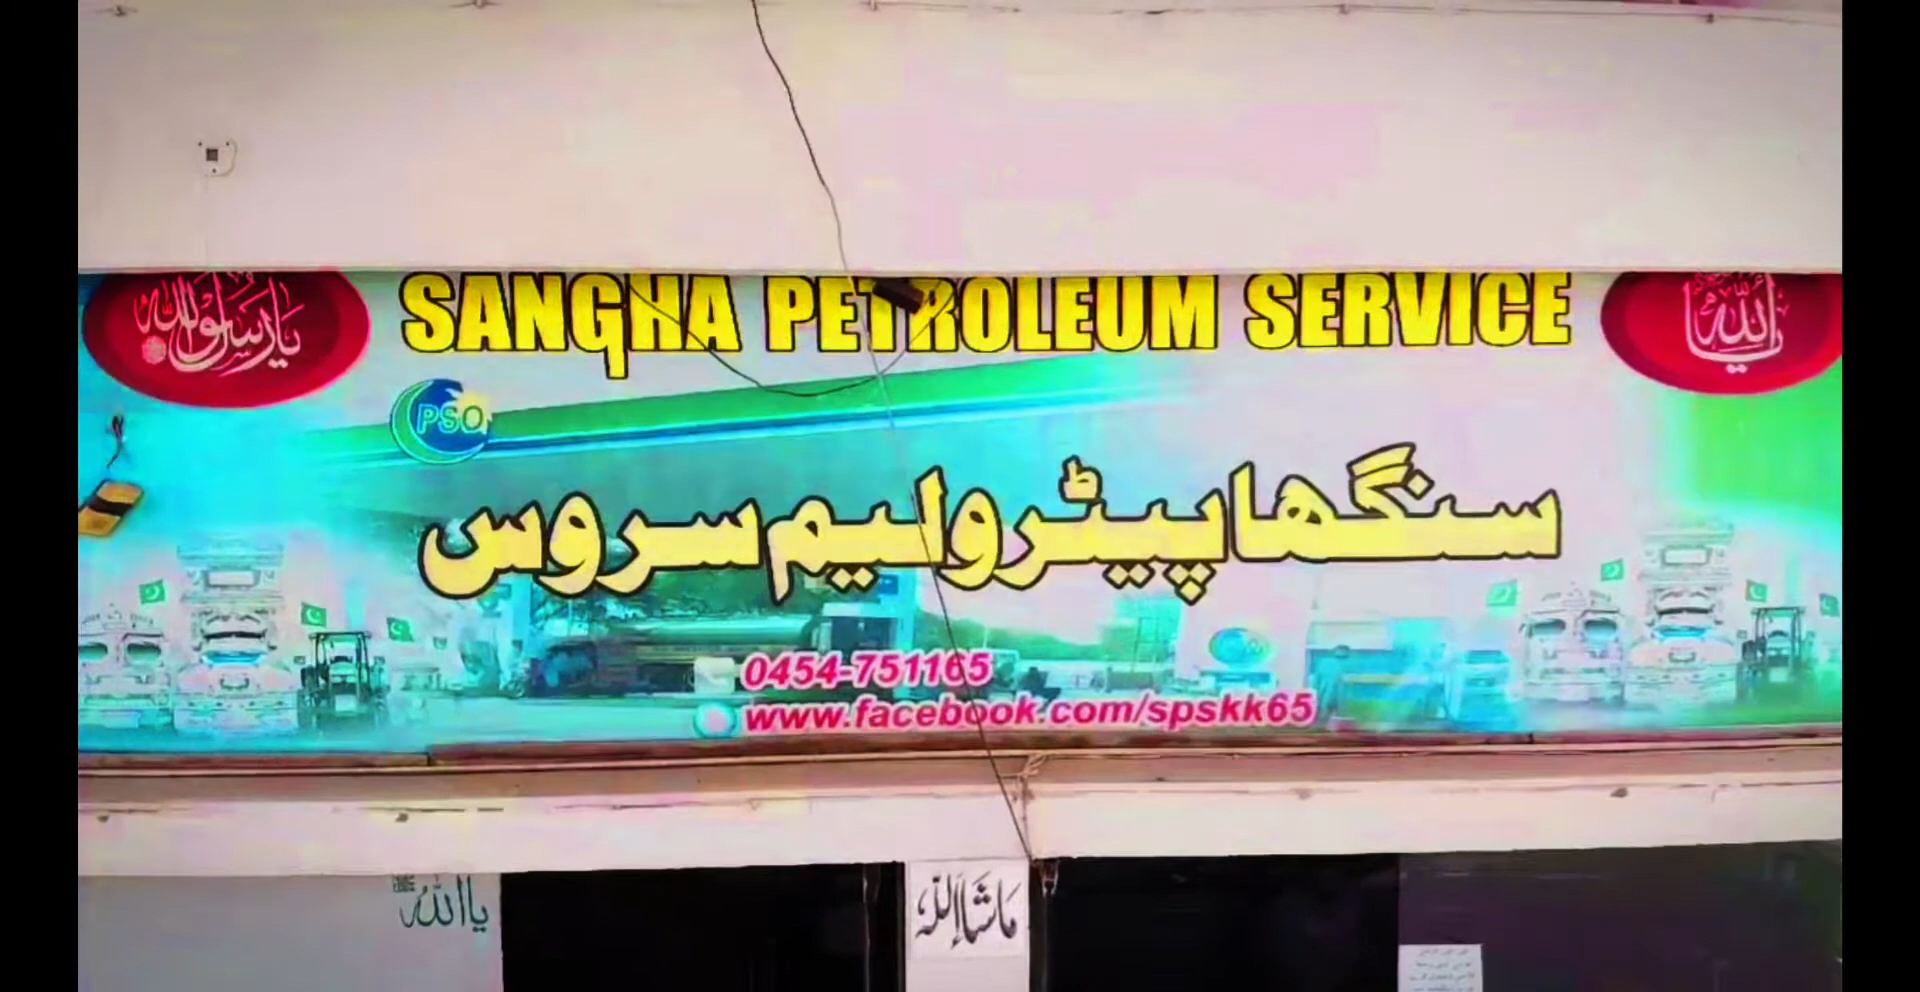 یا رسول اللہ
SANGHA PETROLEUM SERVICE
یا اللہ
PSO
سنگھا پیٹرولیم سروس
0454-751165
www.facebook.com/spskk65
یا اللہ
ماشاءاللہ